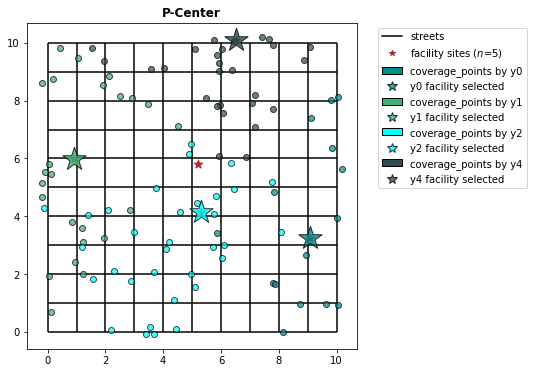 P-Center
streets
facility sites (n=5)
coverage_points by y0
y0 facility selected
coverage_points by y1
y1 facility selected
coverage_points by y2
y2 facility selected
coverage_points by y4
y4 facility selected
10
8
6
4
2
0
0 2 4 6 8 10